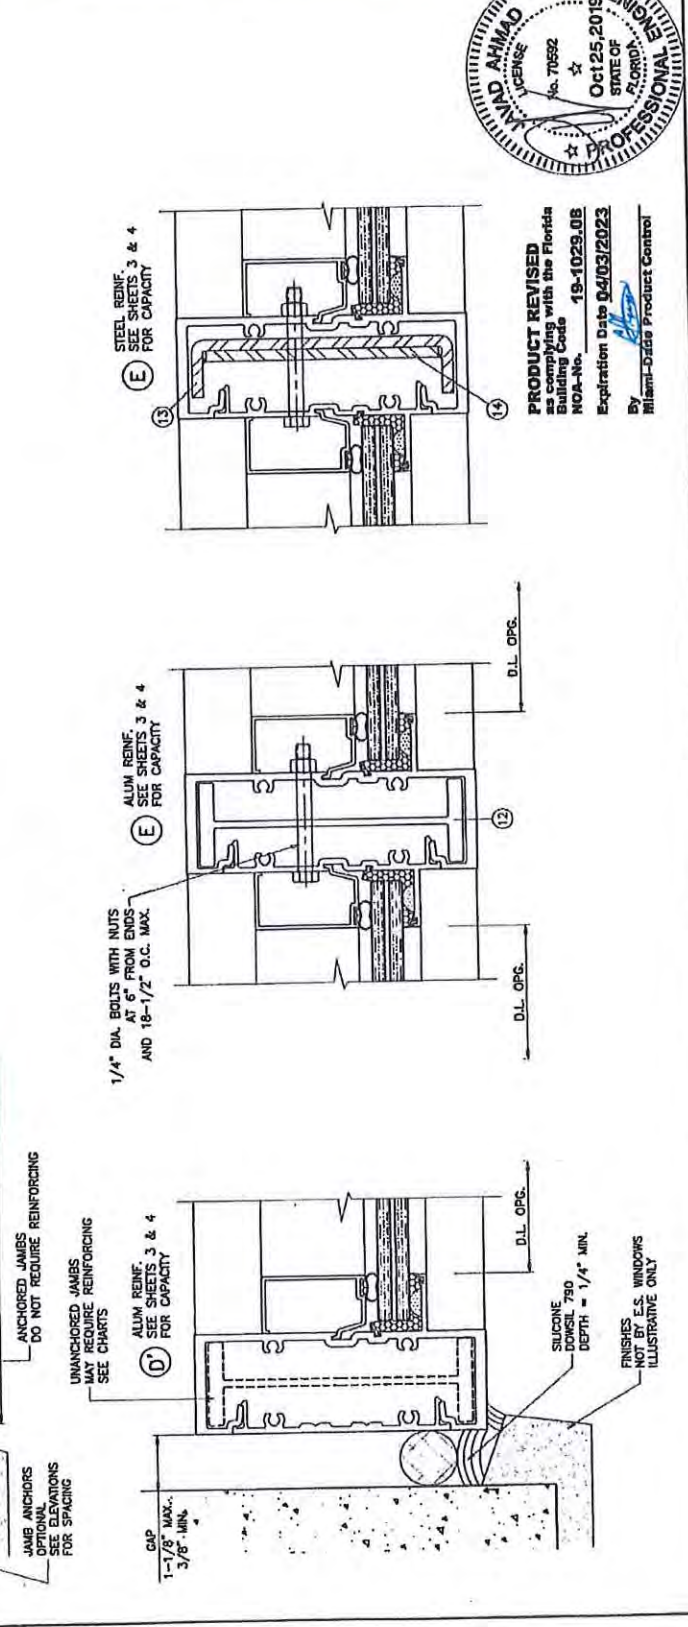 ANCHORED JAMBS
DO NOT REQUIRE REINFORCING
JAMB ANCHORS
OPTIONAL
SEE ELEVATIONS
FOR SPACING
UNANCHORED JAMBS
MAY REQUIRE REINFORCING
SEE CHARTS
D'
ALUM REINF.
SEE SHEETS 3 & 4
FOR CAPACITY
GAP
1-1/8" MAX.
3/8" MIN.
D.L. OPG.
SILICONE
DOWSIL 790
DEPTH = 1/4" MIN.
FINISHES
NOT BY E.S. WINDOWS
ILLUSTRATIVE ONLY
1/4" DIA. BOLTS WITH NUTS
AT 6" FROM ENDS
AND 18-1/2" O.C. MAX.
E
ALUM REINF.
SEE SHEETS 3 & 4
FOR CAPACITY
12
D.L. OPG.
D.L. OPG.
E
STEEL REINF.
SEE SHEETS 3 & 4
FOR CAPACITY
13
14
PRODUCT REVISED
as complying with the Florida
Building Code
NOA-No. 19-1029.08
Expiration Date 04/03/2023
By
Miami-Dade Product Control
JAVAD AHMAD
LICENSE
No. 70592
Oct 25, 2019
STATE OF
FLORIDA
PROFESSIONAL ENGIN